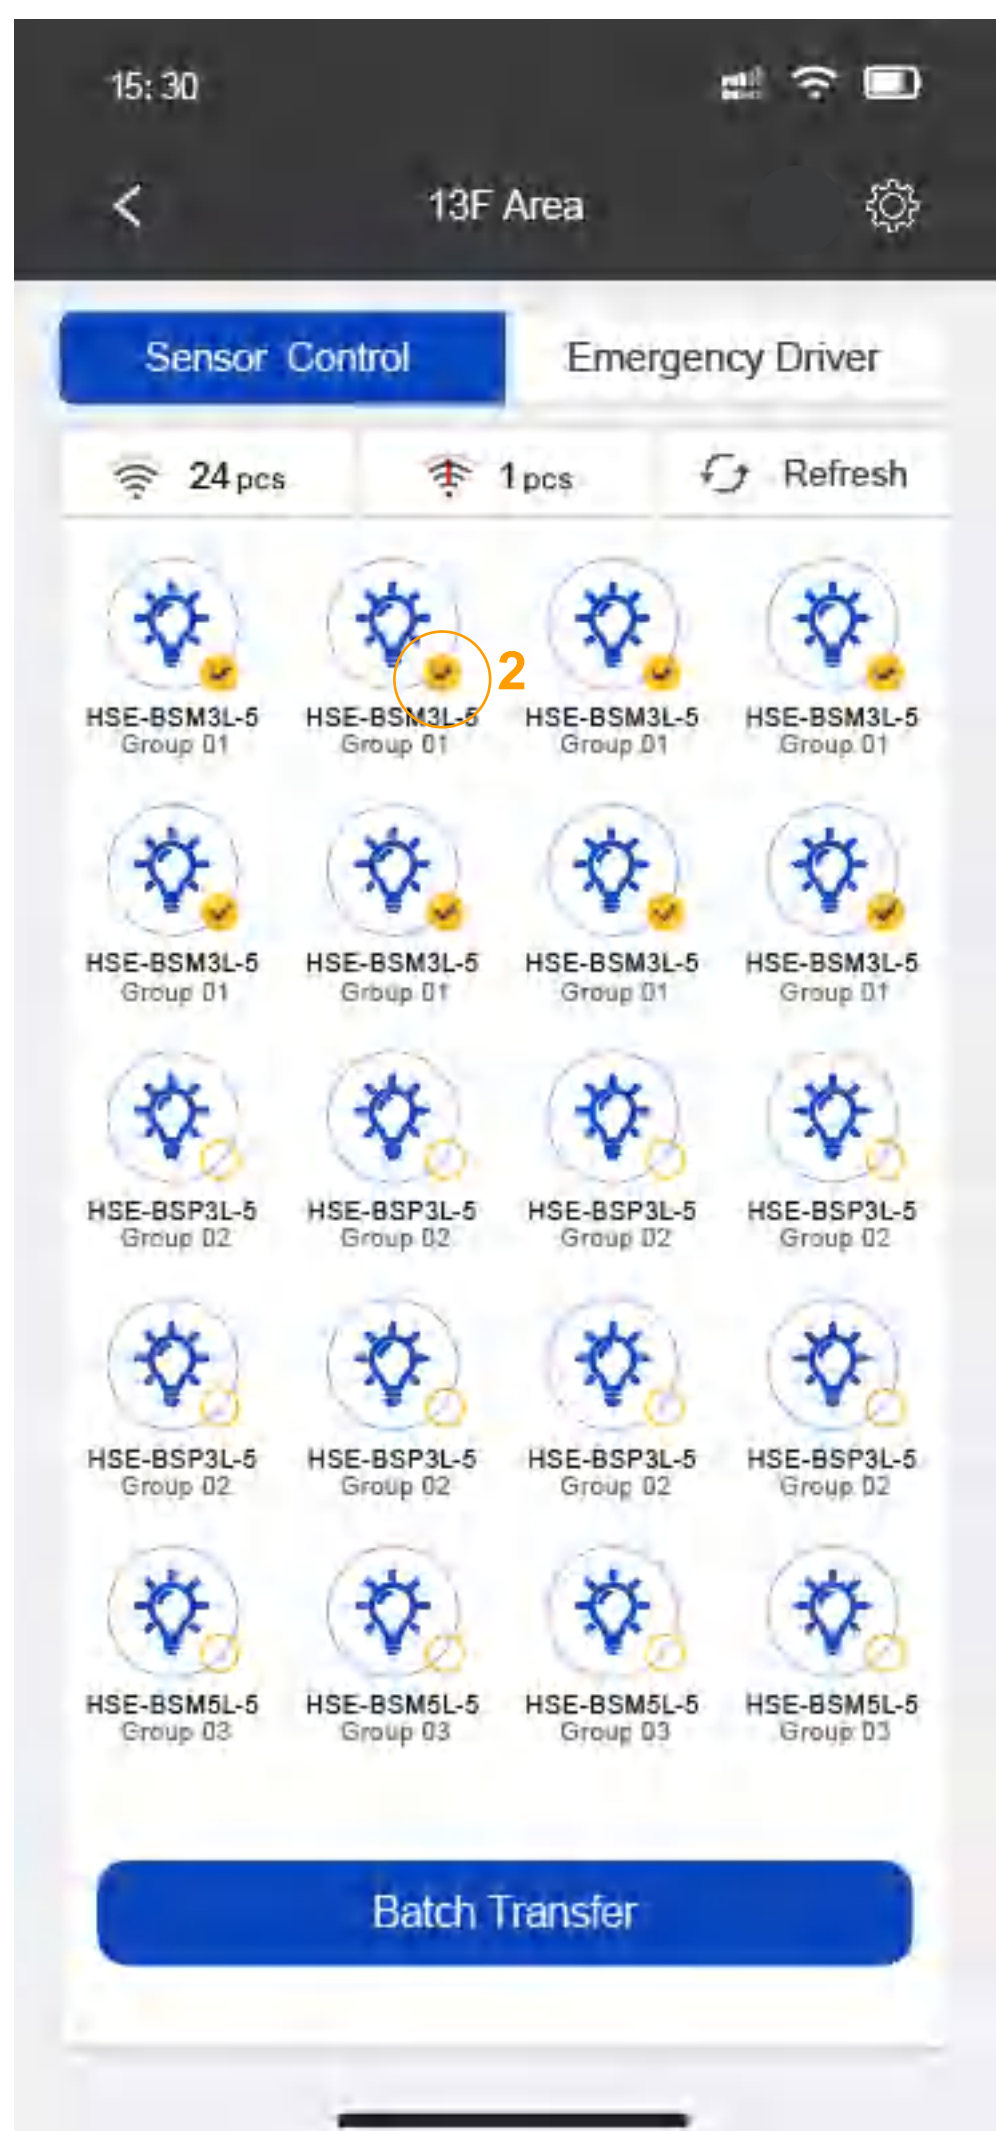 15:30
13F Area
Sensor Control Emergency Driver
24 pcs 1 pcs Refresh
2
HSE-BSM3L-5 HSE-BSM3L-5 HSE-BSM3L-5 HSE-BSM3L-5
Group 01 Group 01 Group 01 Group 01
HSE-BSM3L-5 HSE-BSM3L-5 HSE-BSM3L-5 HSE-BSM3L-5
Group 01 Group 01 Group 01 Group 01
HSE-BSP3L-5 HSE-BSP3L-5 HSE-BSP3L-5 HSE-BSP3L-5
Group 02 Group 02 Group 02 Group 02
HSE-BSP3L-5 HSE-BSP3L-5 HSE-BSP3L-5 HSE-BSP3L-5
Group 02 Group 02 Group 02 Group 02
HSE-BSM5L-5 HSE-BSM5L-5 HSE-BSM5L-5 HSE-BSM5L-5
Group 03 Group 03 Group 03 Group 03
Batch Transfer